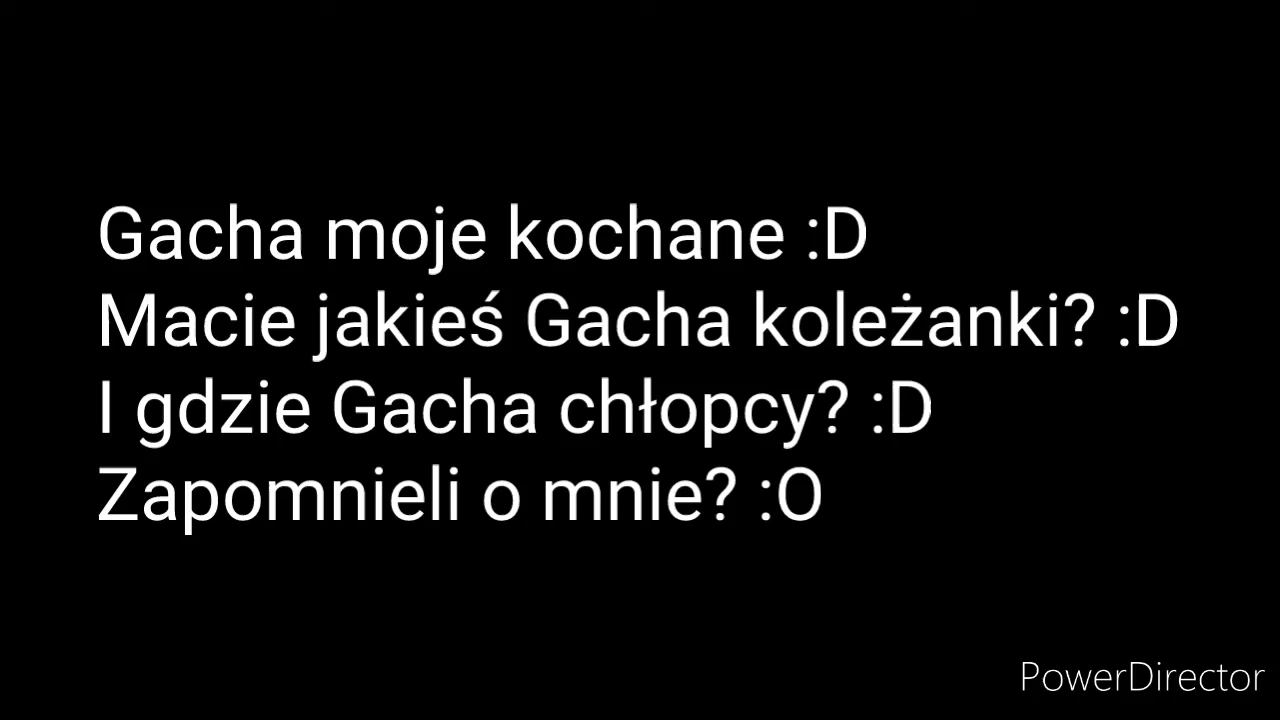 Gacha moje kochane :D
Macie jakieś Gacha koleżanki? :D
I gdzie Gacha chłopcy? :D
Zapomnieli o mnie? :O
PowerDirector